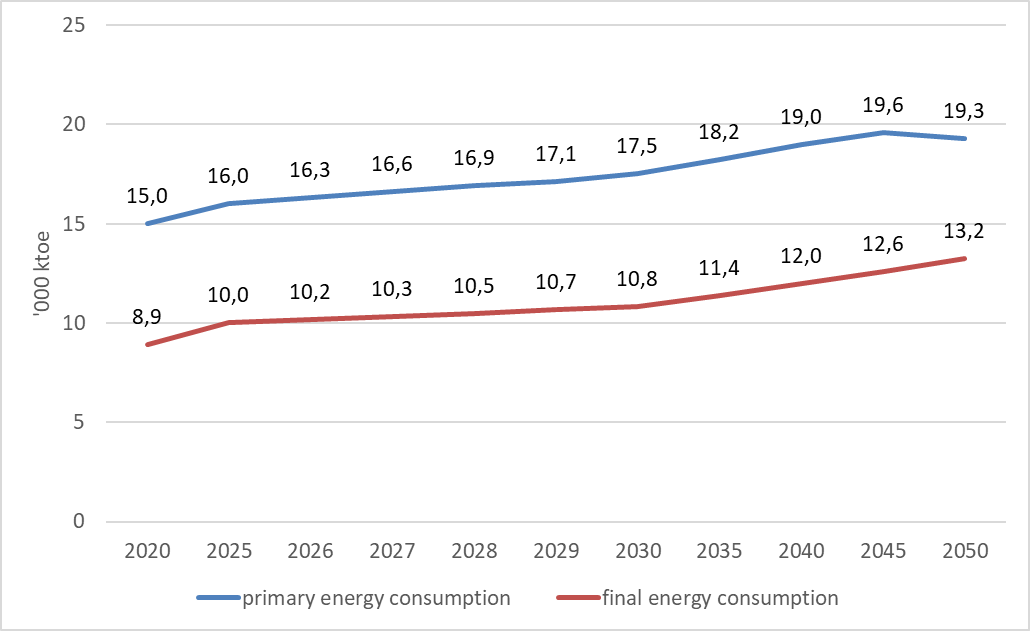 25
20
15
10
5
0
'000 ktoe
15,0 16,0 16,3 16,6 16,9 17,1 17,5 18,2 19,0 19,6 19,3
8,9 10,0 10,2 10,3 10,5 10,7 10,8 11,4 12,0 12,6 13,2
2020 2025 2026 2027 2028 2029 2030 2035 2040 2045 2050
primary energy consumption final energy consumption